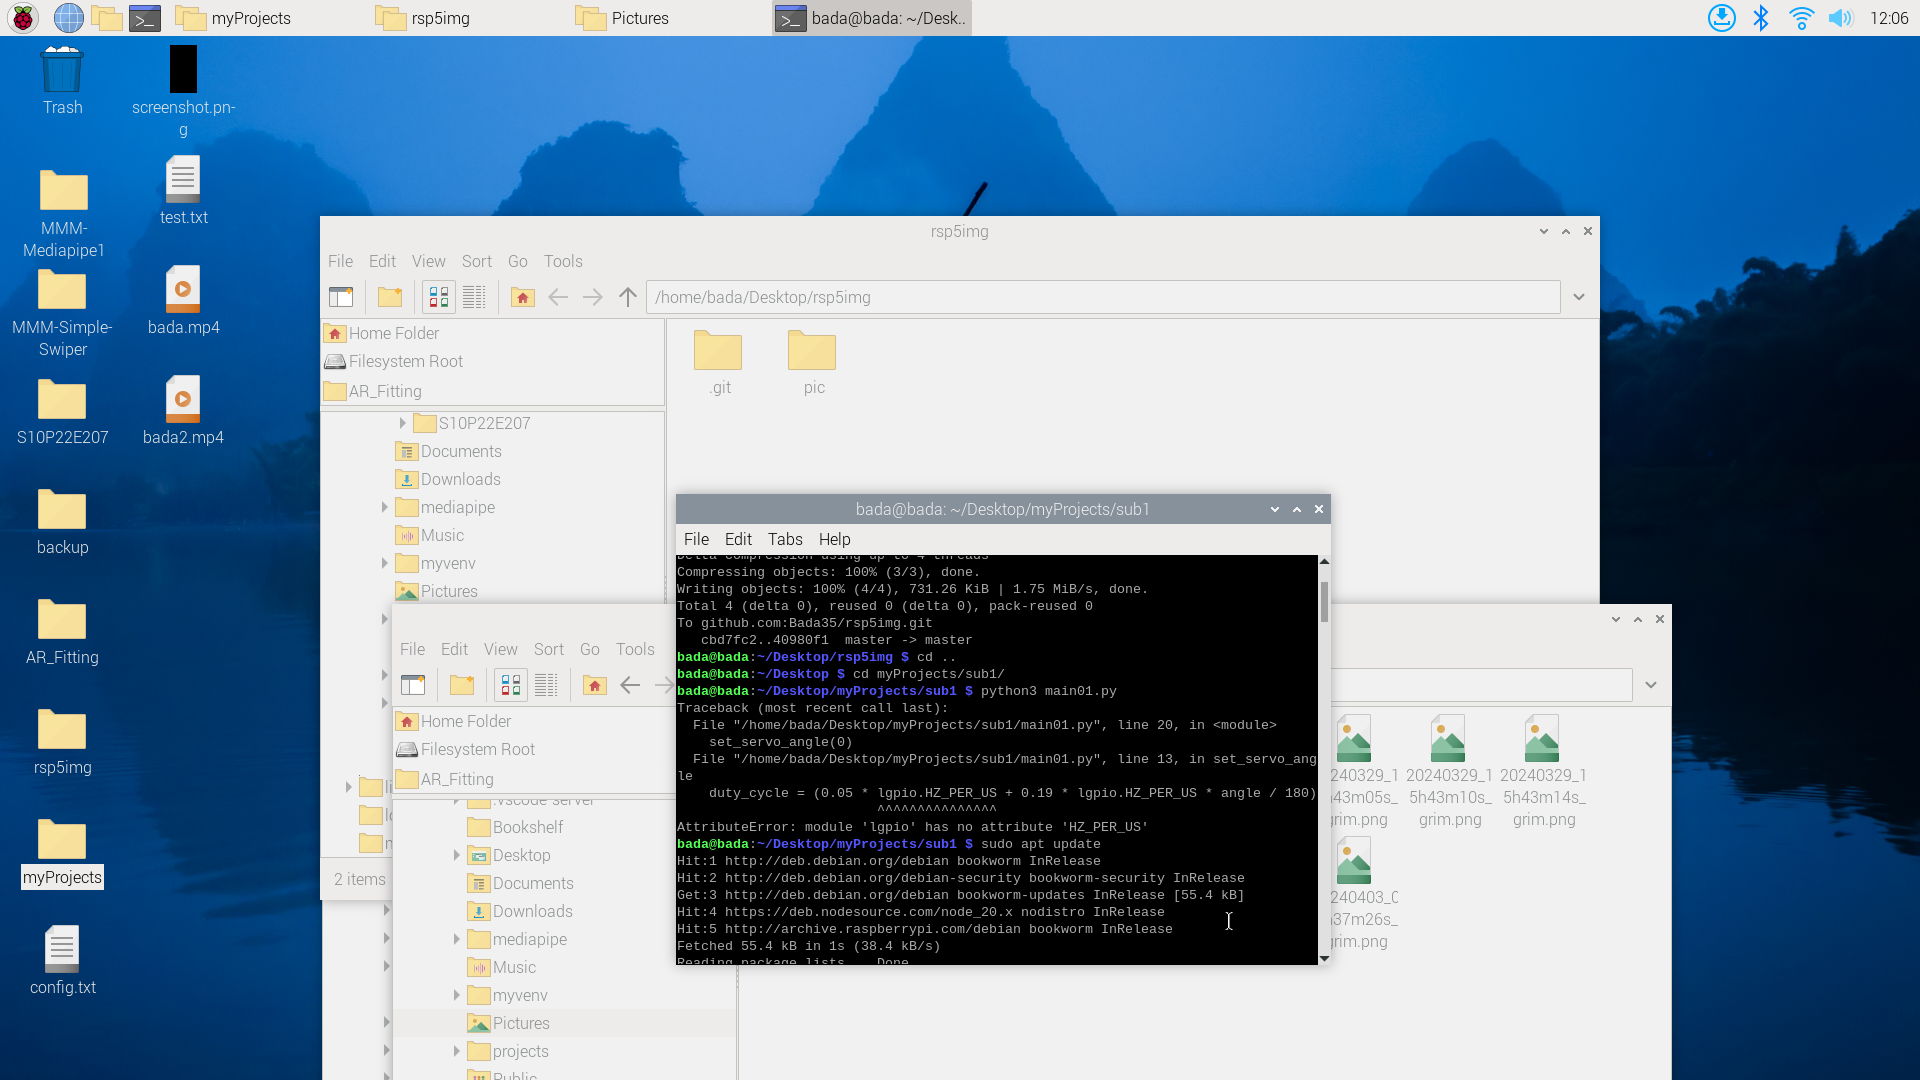 myProjects
rsp5img
Pictures
bada@bada: ~/Desk..
12:06
Trash
screenshot.pn-
g
MMM-
Mediapipe1
test.txt
MMM-Simple-
Swiper
bada.mp4
S10P22E207
bada2.mp4
backup
AR_Fitting
rsp5img
myProjects
config.txt
rsp5img
File Edit View Sort Go Tools
/home/bada/Desktop/rsp5img
Home Folder
Filesystem Root
AR_Fitting
S10P22E207
Documents
Downloads
mediapipe
Music
myvenv
Pictures
.git
pic
2 items
File Edit View Sort Go Tools
Home Folder
Filesystem Root
AR_Fitting
.vscode-server
Bookshelf
Desktop
Documents
Downloads
mediapipe
Music
myvenv
Pictures
projects
Public
bada@bada: ~/Desktop/myProjects/sub1
File Edit Tabs Help
Delta compression using up to 4 threads
Compressing objects: 100% (3/3), done.
Writing objects: 100% (4/4), 731.26 KiB | 1.75 MiB/s, done.
Total 4 (delta 0), reused 0 (delta 0), pack-reused 0
To github.com:Bada35/rsp5img.git
   cbd7fc2..40980f1  master -> master
bada@bada:~/Desktop/rsp5img $ cd ..
bada@bada:~/Desktop $ cd myProjects/sub1/
bada@bada:~/Desktop/myProjects/sub1 $ python3 main01.py
Traceback (most recent call last):
  File "/home/bada/Desktop/myProjects/sub1/main01.py", line 20, in <module>
    set_servo_angle(0)
  File "/home/bada/Desktop/myProjects/sub1/main01.py", line 13, in set_servo_ang
le
    duty_cycle = (0.05 * lgpio.HZ_PER_US + 0.19 * lgpio.HZ_PER_US * angle / 180)
                         ^^^^^^^^^^^^^^^
AttributeError: module 'lgpio' has no attribute 'HZ_PER_US'
bada@bada:~/Desktop/myProjects/sub1 $ sudo apt update
Hit:1 http://deb.debian.org/debian bookworm InRelease
Hit:2 http://deb.debian.org/debian-security bookworm-security InRelease
Get:3 http://deb.debian.org/debian bookworm-updates InRelease [55.4 kB]
Hit:4 https://deb.nodesource.com/node_20.x nodistro InRelease
Hit:5 http://archive.raspberrypi.com/debian bookworm InRelease
Fetched 55.4 kB in 1s (38.4 kB/s)
Reading package lists... Done
20240329_1
5h43m10s_
grim.png
20240329_1
5h43m14s_
grim.png